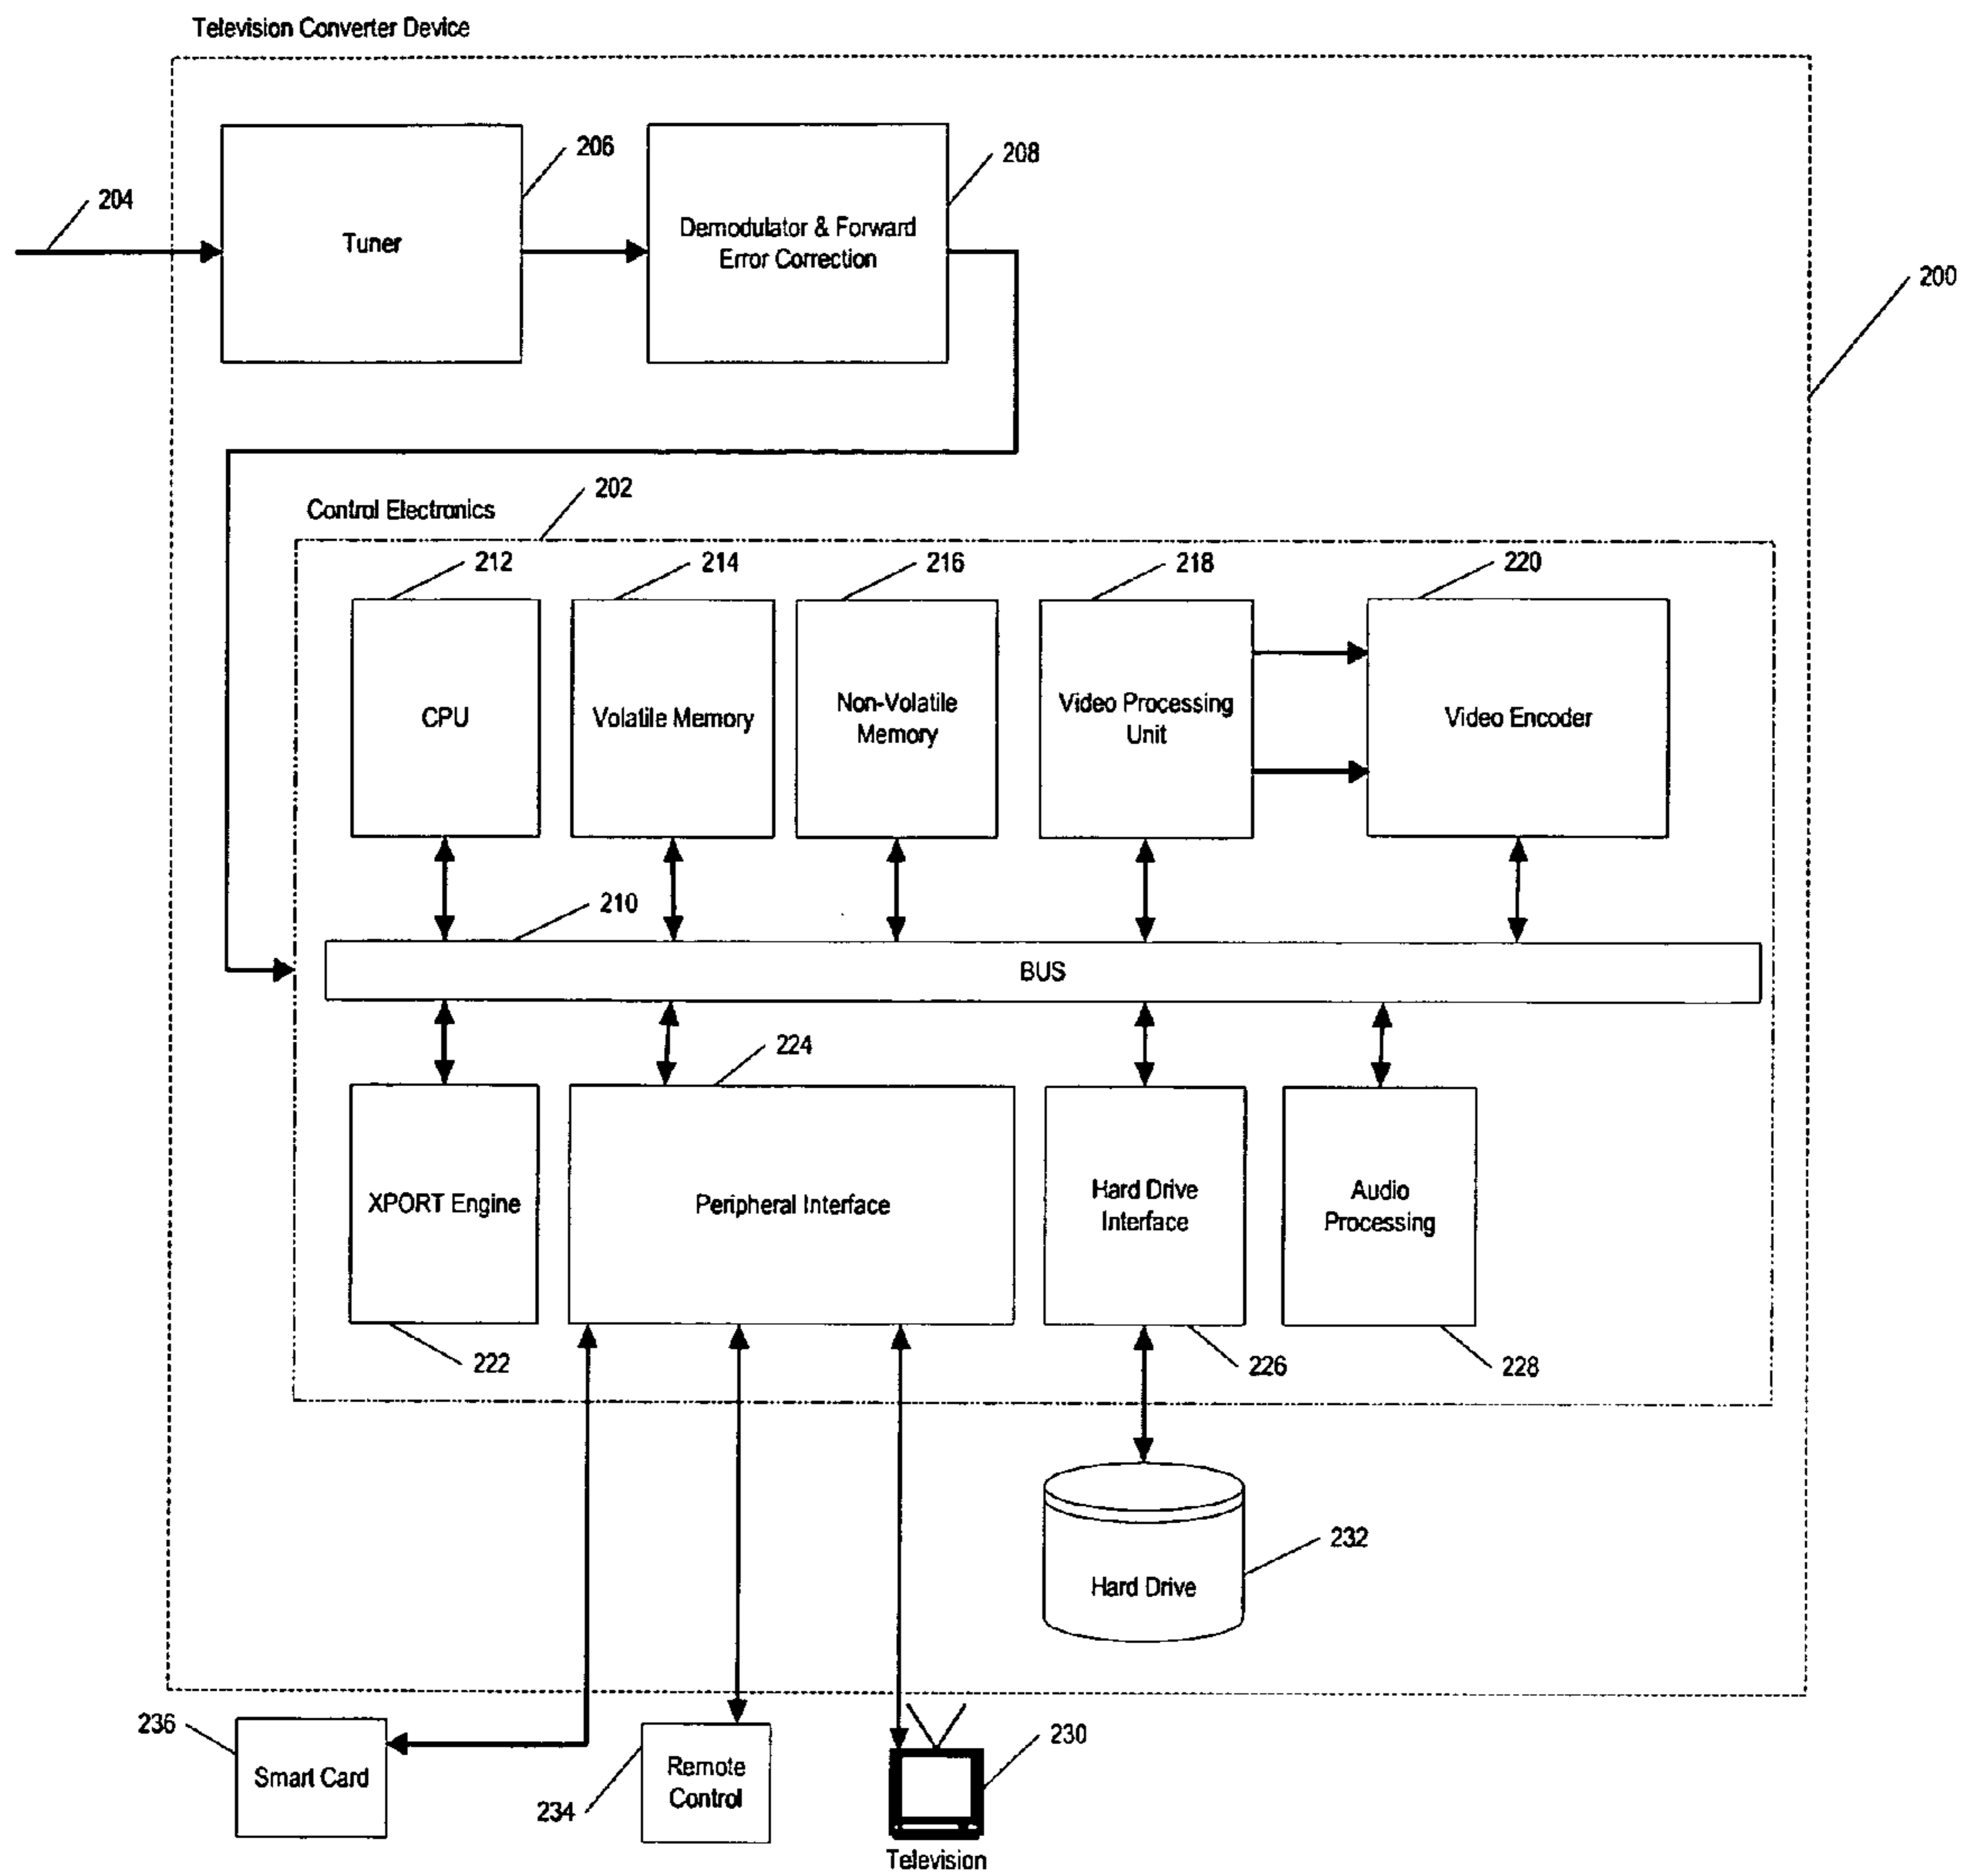 Television Converter Device
206
208
204
Tuner
Demodulator & Forward
Error Correction
200
202
Control Electronics
212
214
216
218
220
CPU
Volatile Memory
Non-Volatile
Memory
Video Processing
Unit
Video Encoder
210
BUS
224
XPORT Engine
Peripheral Interface
Hard Drive
Interface
Audio
Processing
222
226
228
232
Hard Drive
236
Smart Card
234
Remote
Control
230
Television